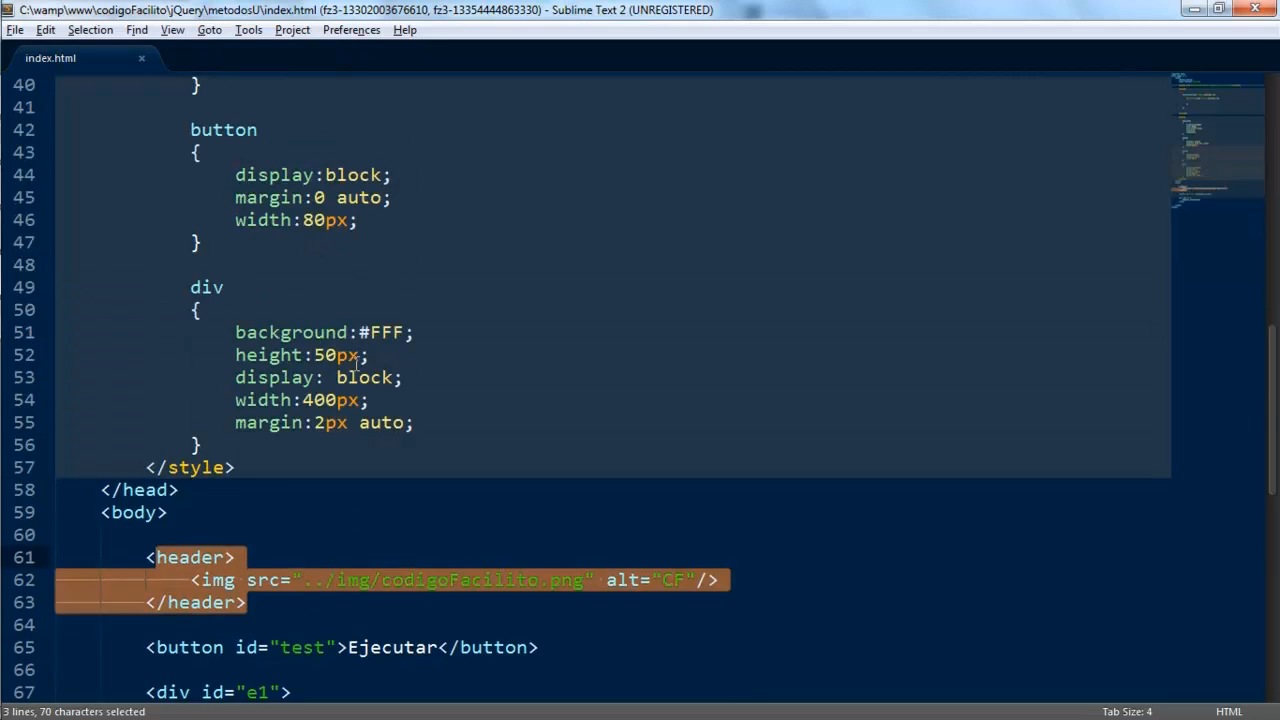 C:\wamp\www\codigoFacilito\jQuery\metodosU\index.html (fz3-13302003676610, fz3-13354444863330) - Sublime Text 2 (UNREGISTERED)
File Edit Selection Find View Goto Tools Project Preferences Help
index.html ×
40 }
41
42 button
43 {
44 display:block;
45 margin:0 auto;
46 width:80px;
47 }
48
49 div
50 {
51 background:#FFF;
52 height:50px;
53 display: block;
54 width:400px;
55 margin:2px auto;
56 }
57 </style>
58 </head>
59 <body>
60
61 <header>
62 <img src="../img/codigoFacilito.png" alt="CF"/>
63 </header>
64
65 <button id="test">Ejecutar</button>
66
67 <div id="e1">
3 lines, 70 characters selected Tab Size: 4 HTML